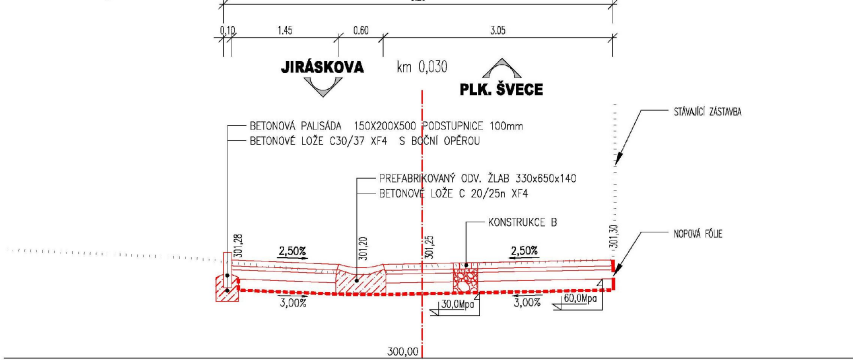 0,10 1.45 0.60 3.05
JIRÁSKOVA km 0,030
PLK. ŠVECE
STÁVAJÍCÍ ZÁSTAVBA
BETONOVÁ PALISÁDA 150X200X500 PODSTUPNICE 100mm
BETONOVÉ LOŽE C30/37 XF4 S BOČNÍ OPĚROU
PREFABRIKOVANÝ ODV. ŽLAB 330x650x140
BETONOVÉ LOŽE C 20/25n XF4
KONSTRUKCE B
NOPOVÁ FÓLIE
301,28
2,50%
301,20
301,25
2,50%
301,30
3,00%
30,0Mpa
3,00%
60,0Mpa
300,00